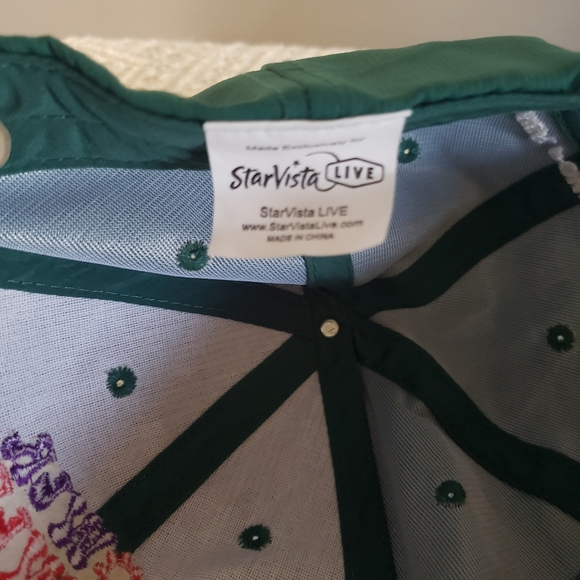 Made Exclusively for
StarVista LIVE
StarVista LIVE
www.StarVistaLive.com
MADE IN CHINA